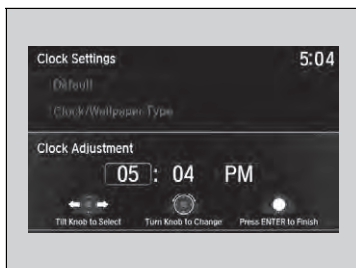 Clock Settings 5:04
Default
Clock/Wallpaper Type
Clock Adjustment
05 : 04 PM
Tilt Knob to Select Turn Knob to Change Press ENTER to Finish